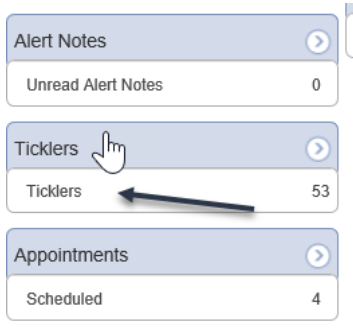 Alert Notes
Unread Alert Notes 0
Ticklers
Ticklers 53
Appointments
Scheduled 4